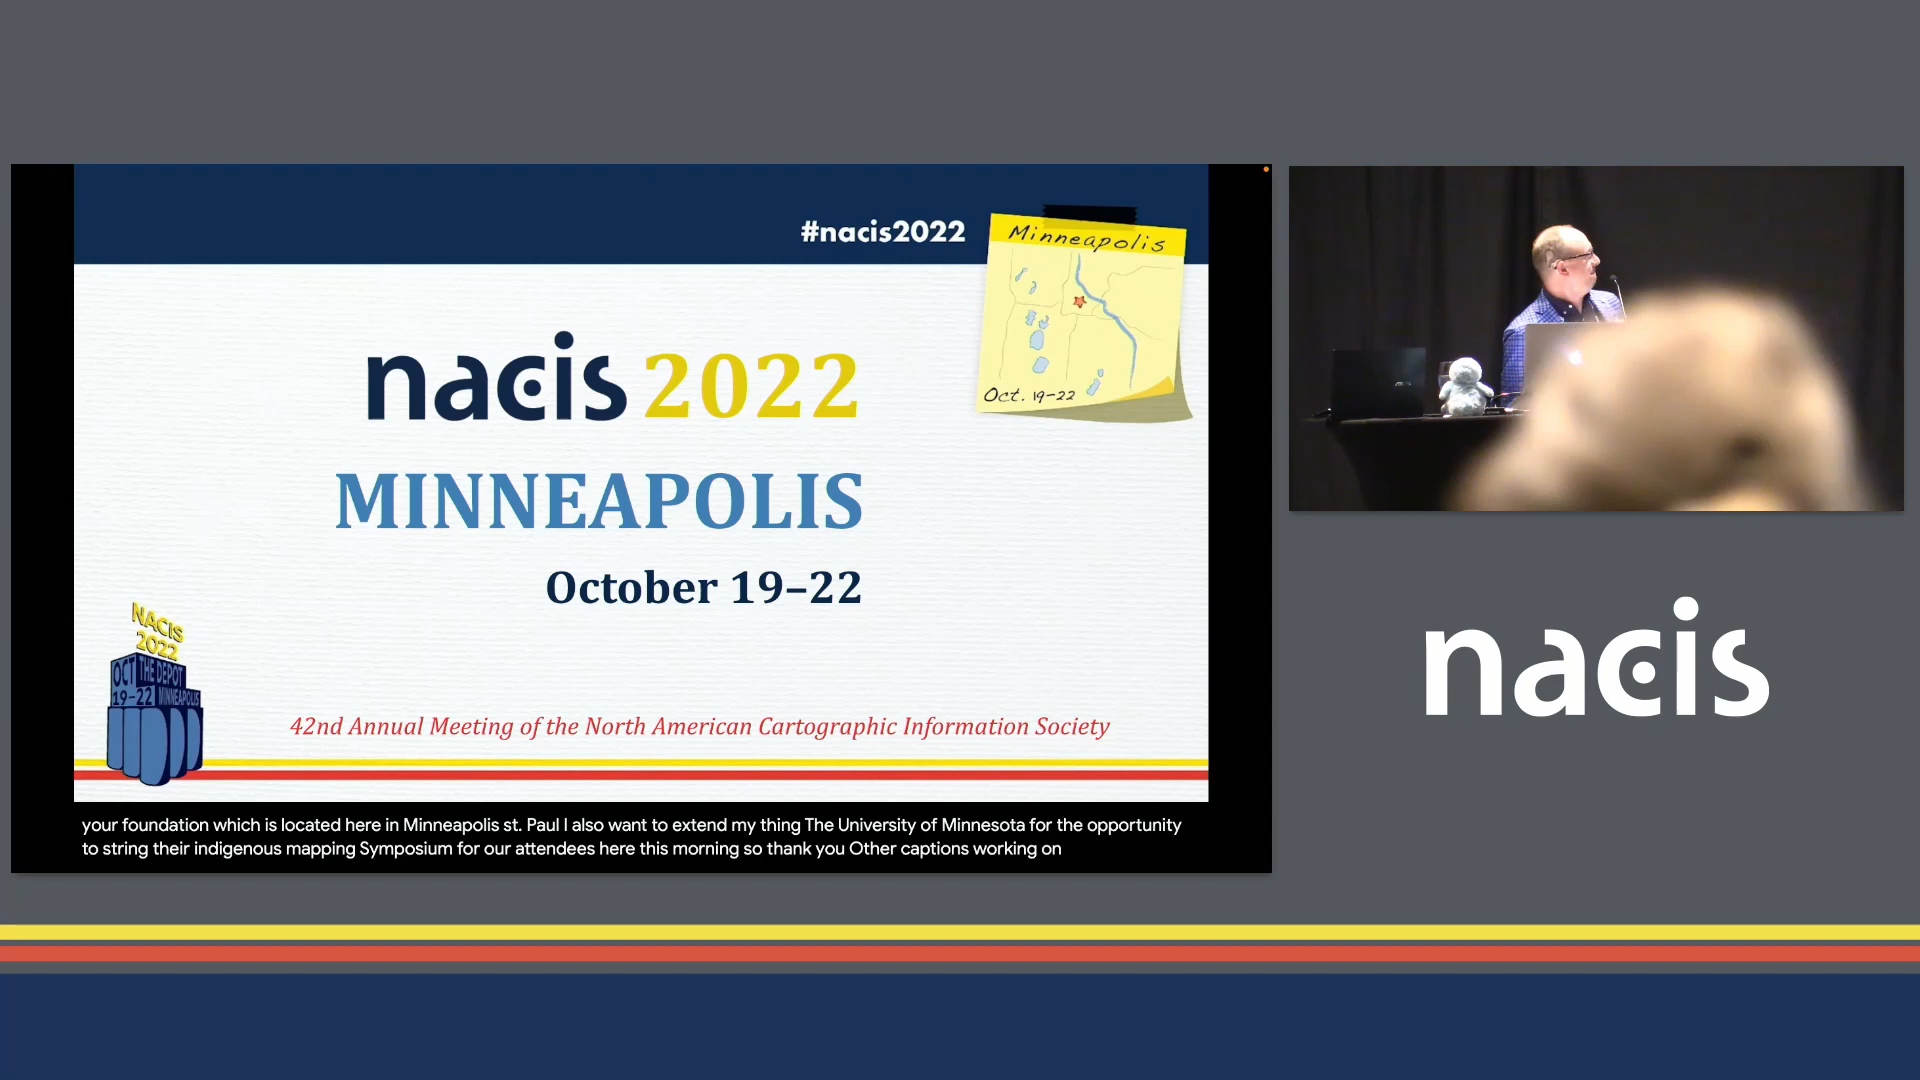 #nacis2022
Minneapolis
Oct. 19-22
nacis 2022
MINNEAPOLIS
October 19–22
NACIS
2022
OCT THE DEPOT
19-22 MINNEAPOLIS
42nd Annual Meeting of the North American Cartographic Information Society
your foundation which is located here in Minneapolis st. Paul I also want to extend my thing The University of Minnesota for the opportunity
to string their indigenous mapping Symposium for our attendees here this morning so thank you Other captions working on
nacis